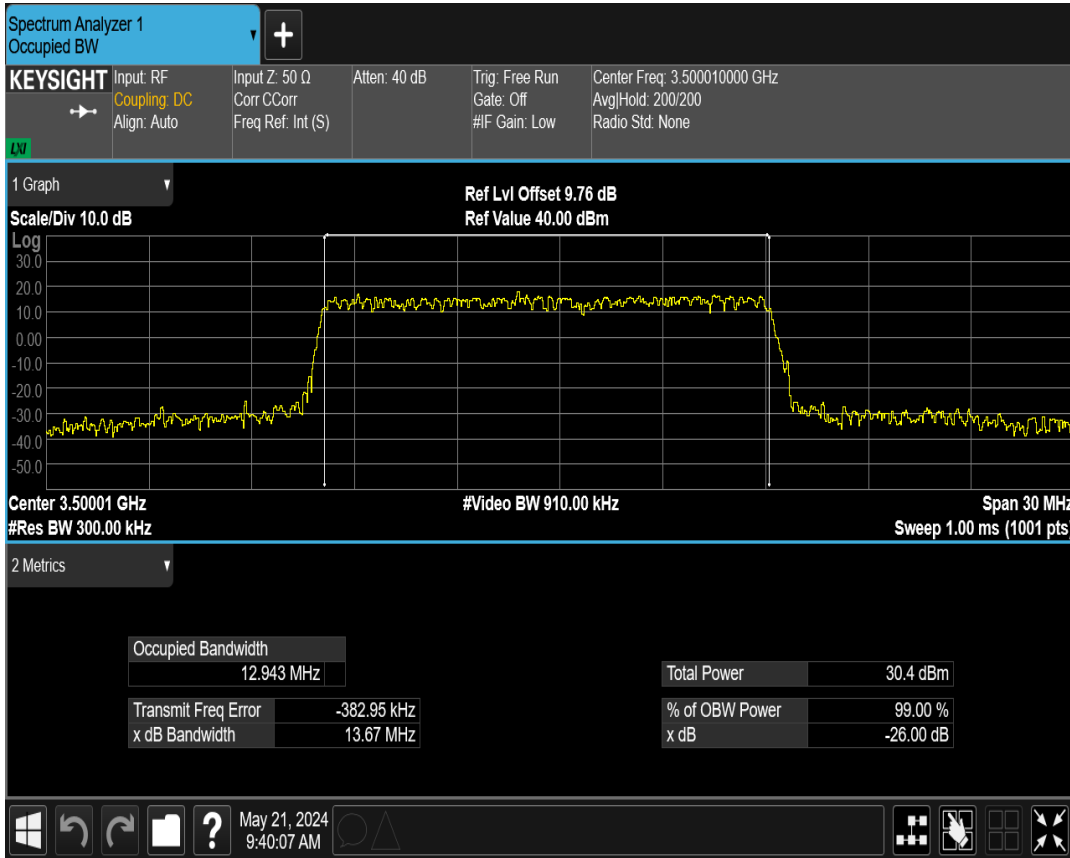 Spectrum Analyzer 1
Occupied BW
+
KEYSIGHT Input: RF Input Z: 50 Ω Atten: 40 dB Trig: Free Run Center Freq: 3.500010000 GHz
Coupling: DC Corr CCorr Gate: Off Avg|Hold: 200/200
Align: Auto Freq Ref: Int (S) #IF Gain: Low Radio Std: None
LXI
1 Graph
Ref Lvl Offset 9.76 dB
Scale/Div 10.0 dB Ref Value 40.00 dBm
Log
30.0
20.0
10.0
0.00
-10.0
-20.0
-30.0
-40.0
-50.0
Center 3.50001 GHz #Video BW 910.00 kHz Span 30 MHz
#Res BW 300.00 kHz Sweep 1.00 ms (1001 pts)
2 Metrics
Occupied Bandwidth
12.943 MHz Total Power 30.4 dBm
Transmit Freq Error -382.95 kHz % of OBW Power 99.00 %
x dB Bandwidth 13.67 MHz x dB -26.00 dB
? May 21, 2024
9:40:07 AM